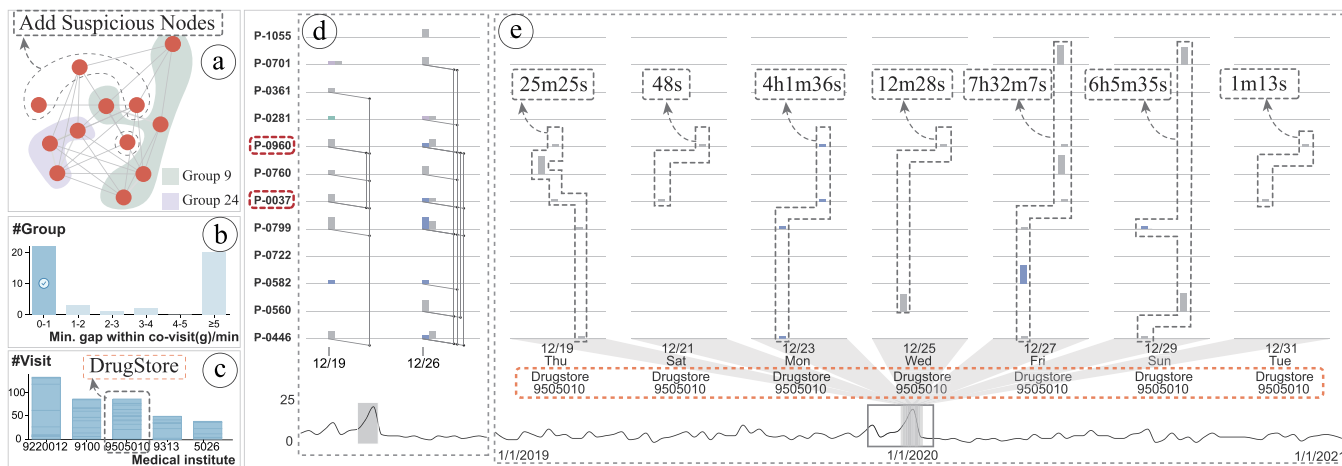 Add Suspicious Nodes
a
Group 9
Group 24
b
#Group
20
10
0
0-1
1-2
2-3
3-4
4-5
≥5
Min. gap within co-visit(g)/min
c
#Visit
DrugStore
100
50
0
9220012
9100
9505010
9313
5026
Medical institute
d
P-1055
P-0701
P-0361
P-0281
P-0960
P-0760
P-0037
P-0799
P-0722
P-0582
P-0560
P-0446
12/19
12/26
25
0
e
25m25s
48s
4h1m36s
12m28s
7h32m7s
6h5m35s
1m13s
12/19
Thu
12/21
Sat
12/23
Mon
12/25
Wed
12/27
Fri
12/29
Sun
12/31
Tue
Drugstore
9505010
Drugstore
9505010
Drugstore
9505010
Drugstore
9505010
Drugstore
9505010
Drugstore
9505010
Drugstore
9505010
1/1/2019
1/1/2020
1/1/202